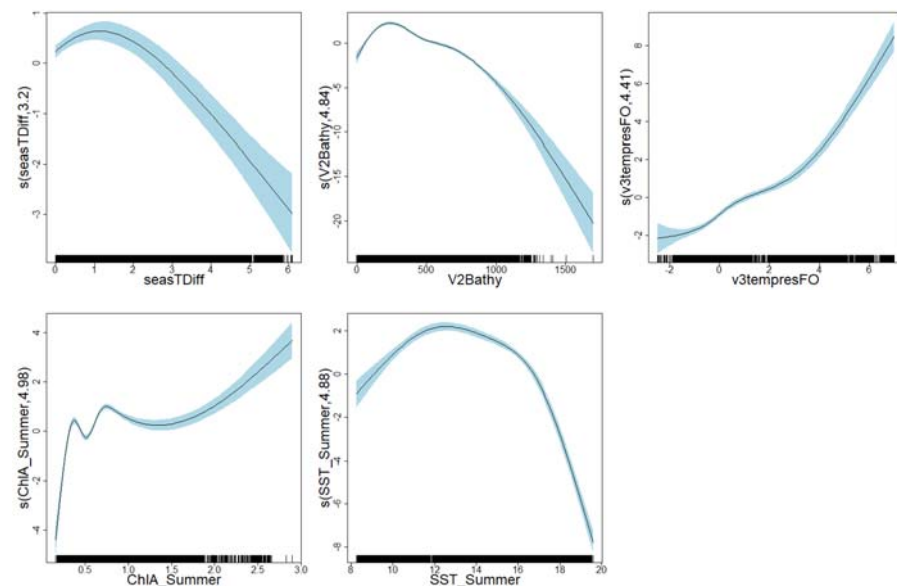 s(seasTDiff,3.2)
1
0
-1
-2
-3
0 1 2 3 4 5 6
seasTDiff
s(V2Bathy,4.84)
0
-5
-10
-15
-20
0 500 1000 1500
V2Bathy
s(v3tempresFO,4.41)
8
6
4
2
0
-2
-2 0 2 4 6
v3tempresFO
s(ChlA_Summer,4.98)
4
2
0
-2
-4
0.5 1.0 1.5 2.0 2.5 3.0
ChlA_Summer
s(SST_Summer,4.88)
2
0
-2
-4
-6
-8
8 10 12 14 16 18 20
SST_Summer